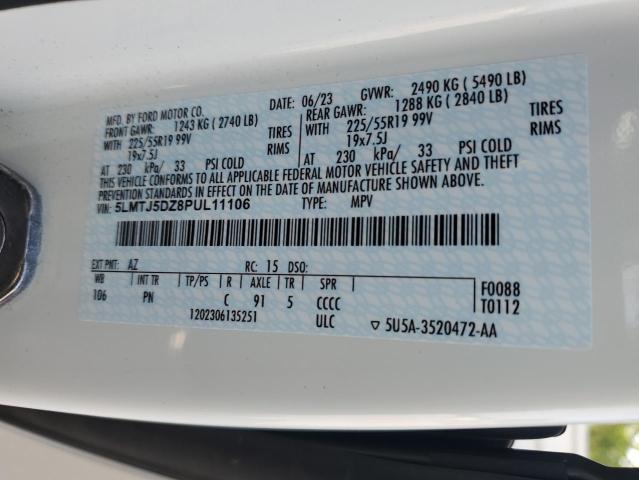 MFD. BY FORD MOTOR CO.
DATE: 06/23 GVWR: 2490 KG ( 5490 LB)
FRONT GAWR: 1243 KG ( 2740 LB) REAR GAWR: 1288 KG ( 2840 LB)
WITH 225/55R19 99V TIRES WITH 225/55R19 99V TIRES
19x7.5J RIMS 19x7.5J RIMS
AT 230 kPa/ 33 PSI COLD AT 230 kPa/ 33 PSI COLD
THIS VEHICLE CONFORMS TO ALL APPLICABLE FEDERAL MOTOR VEHICLE SAFETY AND THEFT
PREVENTION STANDARDS IN EFFECT ON THE DATE OF MANUFACTURE SHOWN ABOVE.
VIN: 5LMTJ5DZ8PUL11106 TYPE: MPV
EXT PNT: AZ RC: 15 DSO:
WB INT TR TP/PS R AXLE TR SPR F0088
106 PN C 91 5 CCCC T0112
1202306135251 ULC 5U5A-3520472-AA